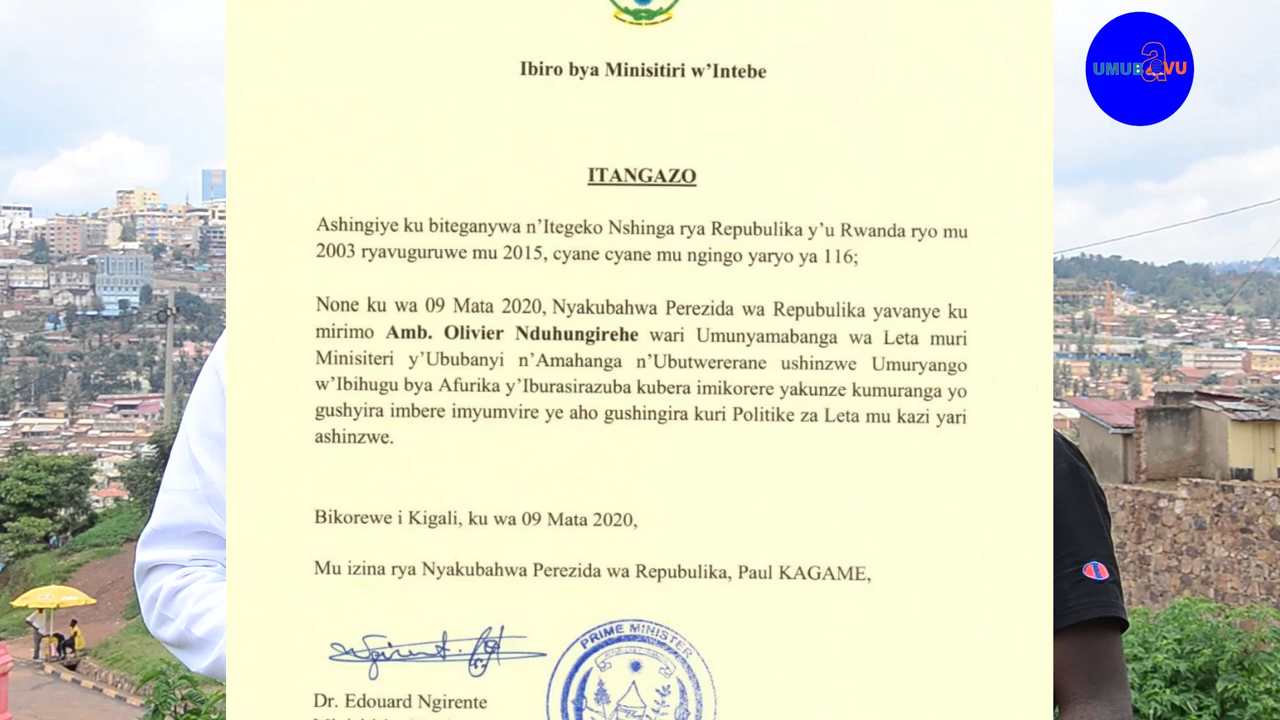 Ibiro bya Minisitiri w'Intebe
UMUBAVU
a
ITANGAZO
Ashingiye ku biteganywa n'Itegeko Nshinga rya Repubulika y'u Rwanda ryo mu
2003 ryavuguruwe mu 2015, cyane cyane mu ngingo yaryo ya 116;
None ku wa 09 Mata 2020, Nyakubahwa Perezida wa Repubulika yavanye ku
mirimo Amb. Olivier Nduhungirehe wari Umunyamabanga wa Leta muri
Minisiteri y'Ububanyi n'Amahanga n'Ubutwererane ushinzwe Umuryango
w'Ibihugu bya Afurika y'Iburasirazuba kubera imikorere yakunze kumuranga yo
gushyira imbere imyumvire ye aho gushingira kuri Politike za Leta mu kazi yari
ashinzwe.
Bikorewe i Kigali, ku wa 09 Mata 2020,
Mu izina rya Nyakubahwa Perezida wa Repubulika, Paul KAGAME,
PRIME MINISTER
Dr. Edouard Ngirente